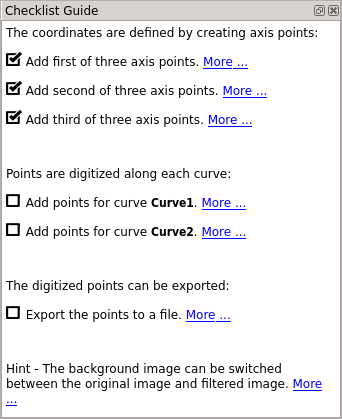 Checklist Guide
The coordinates are defined by creating axis points:
Add first of three axis points. More ...
Add second of three axis points. More ...
Add third of three axis points. More ...
Points are digitized along each curve:
Add points for curve Curve1. More ...
Add points for curve Curve2. More ...
The digitized points can be exported:
Export the points to a file. More ...
Hint - The background image can be switched
between the original image and filtered image. More
...